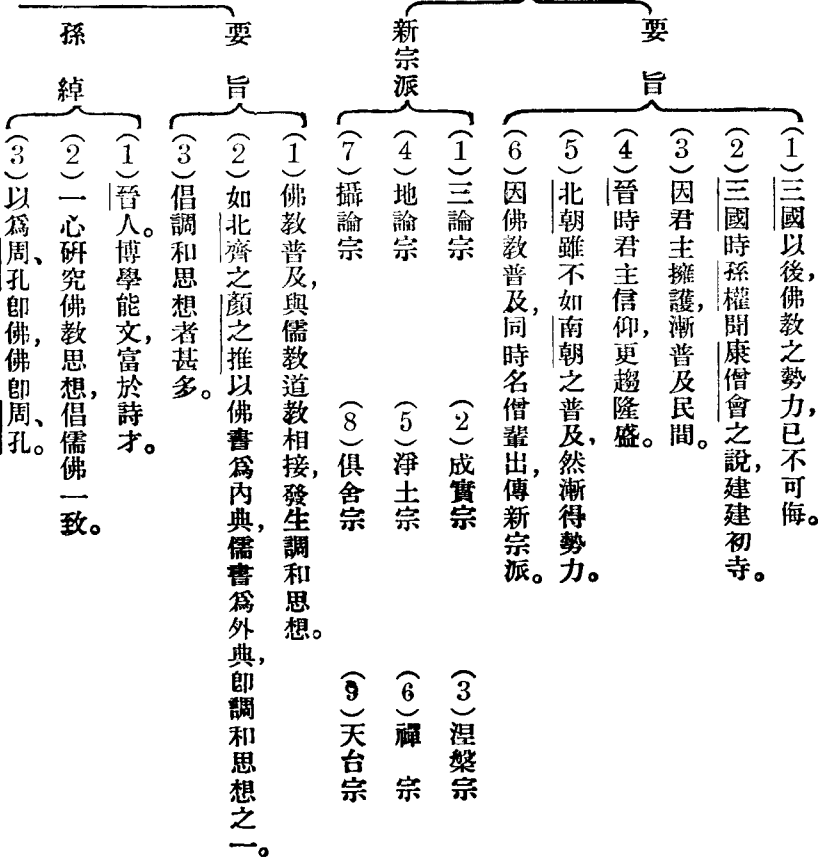 要旨
（1）三國以後，佛教之勢力，已不可侮。
（2）三國時孫權聞康僧會之說，建建初寺。
（3）因君主擁護，漸普及民間。
（4）晉時君主信仰，更趨隆盛。
（5）北朝雖不如南朝之普及，然漸得勢力。
（6）因佛教普及，同時名僧輩出，傳新宗派。
新宗派
（1）三論宗　（2）成實宗　（3）涅槃宗
（4）地論宗　（5）淨土宗　（6）禪宗
（7）攝論宗　（8）俱舍宗　（9）天台宗
要旨
（1）佛教普及，與儒教道教相接，發生調和思想。
（2）如北齊之顏之推以佛書爲內典，儒書爲外典，卽調和思想之一。
（3）倡調和思想者甚多。
孫綽
（1）晉人。博學能文，富於詩才。
（2）一心硏究佛教思想，倡儒佛一致。
（3）以爲周、孔卽佛，佛卽周、孔。